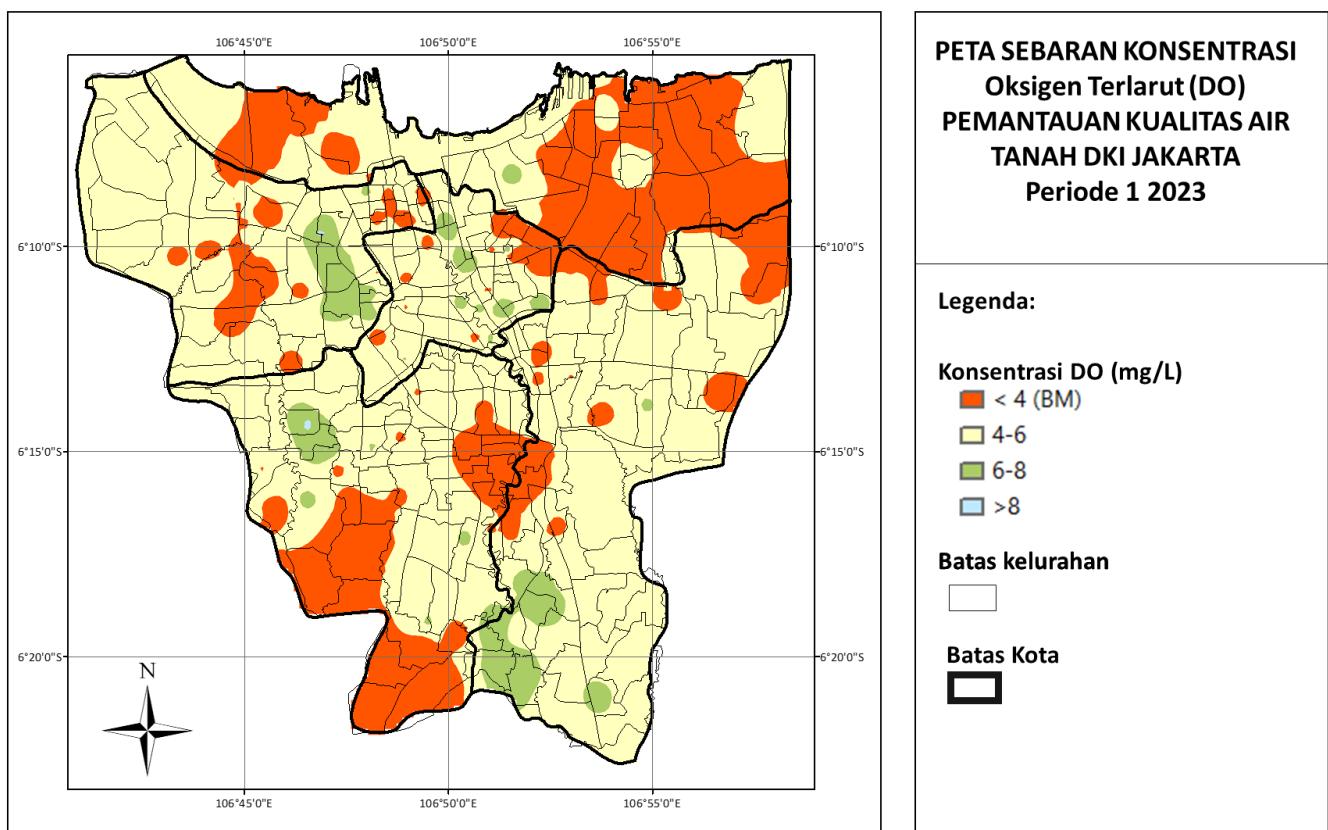 PETA SEBARAN KONSENTRASI
Oksigen Terlarut (DO)
PEMANTAUAN KUALITAS AIR
TANAH DKI JAKARTA
Periode 1 2023
106°45'0"E 106°50'0"E 106°55'0"E
6°10'0"S 6°10'0"S
6°15'0"S 6°15'0"S
6°20'0"S 6°20'0"S
N
106°45'0"E 106°50'0"E 106°55'0"E
Legenda:
Konsentrasi DO (mg/L)
< 4 (BM)
4-6
6-8
>8
Batas kelurahan
Batas Kota